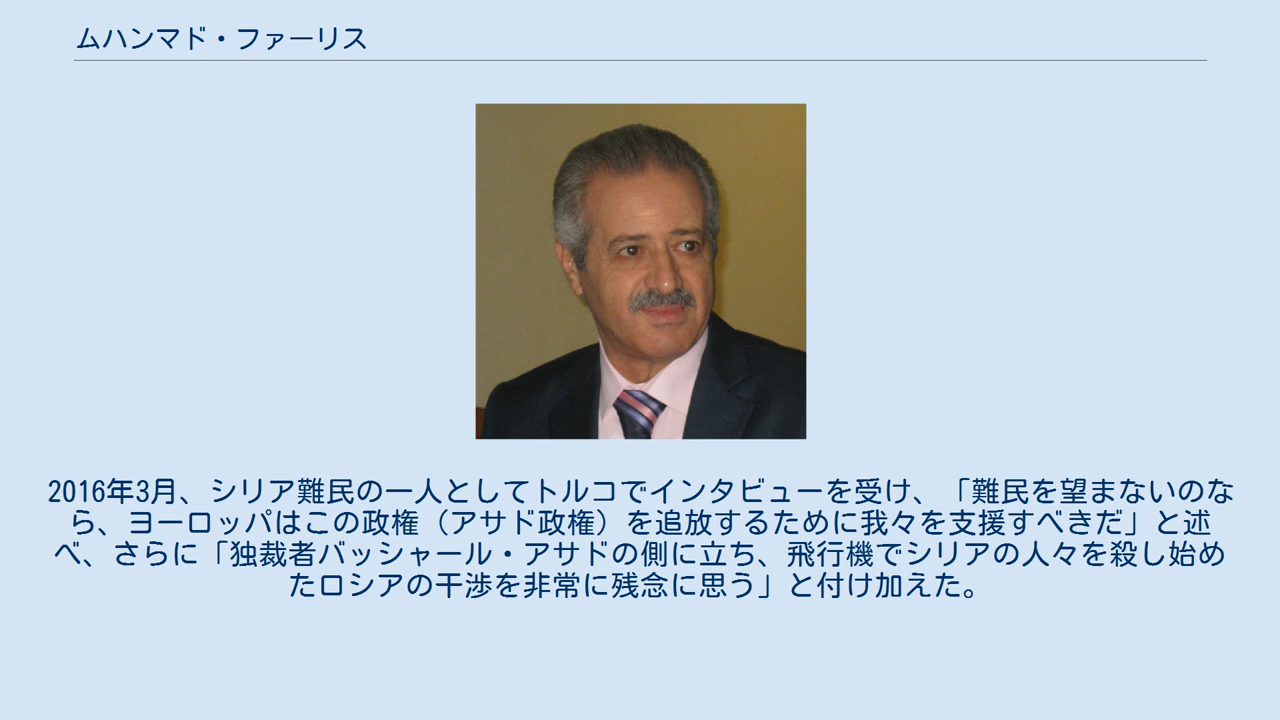 ムハンマド・ファーリス
2016年3月、シリア難民の一人としてトルコでインタビューを受け、「難民を望まないのなら、ヨーロッパはこの政権（アサド政権）を追放するために我々を支援すべきだ」と述べ、さらに「独裁者バッシャール・アサドの側に立ち、飛行機でシリアの人々を殺し始めたロシアの干渉を非常に残念に思う」と付け加えた。